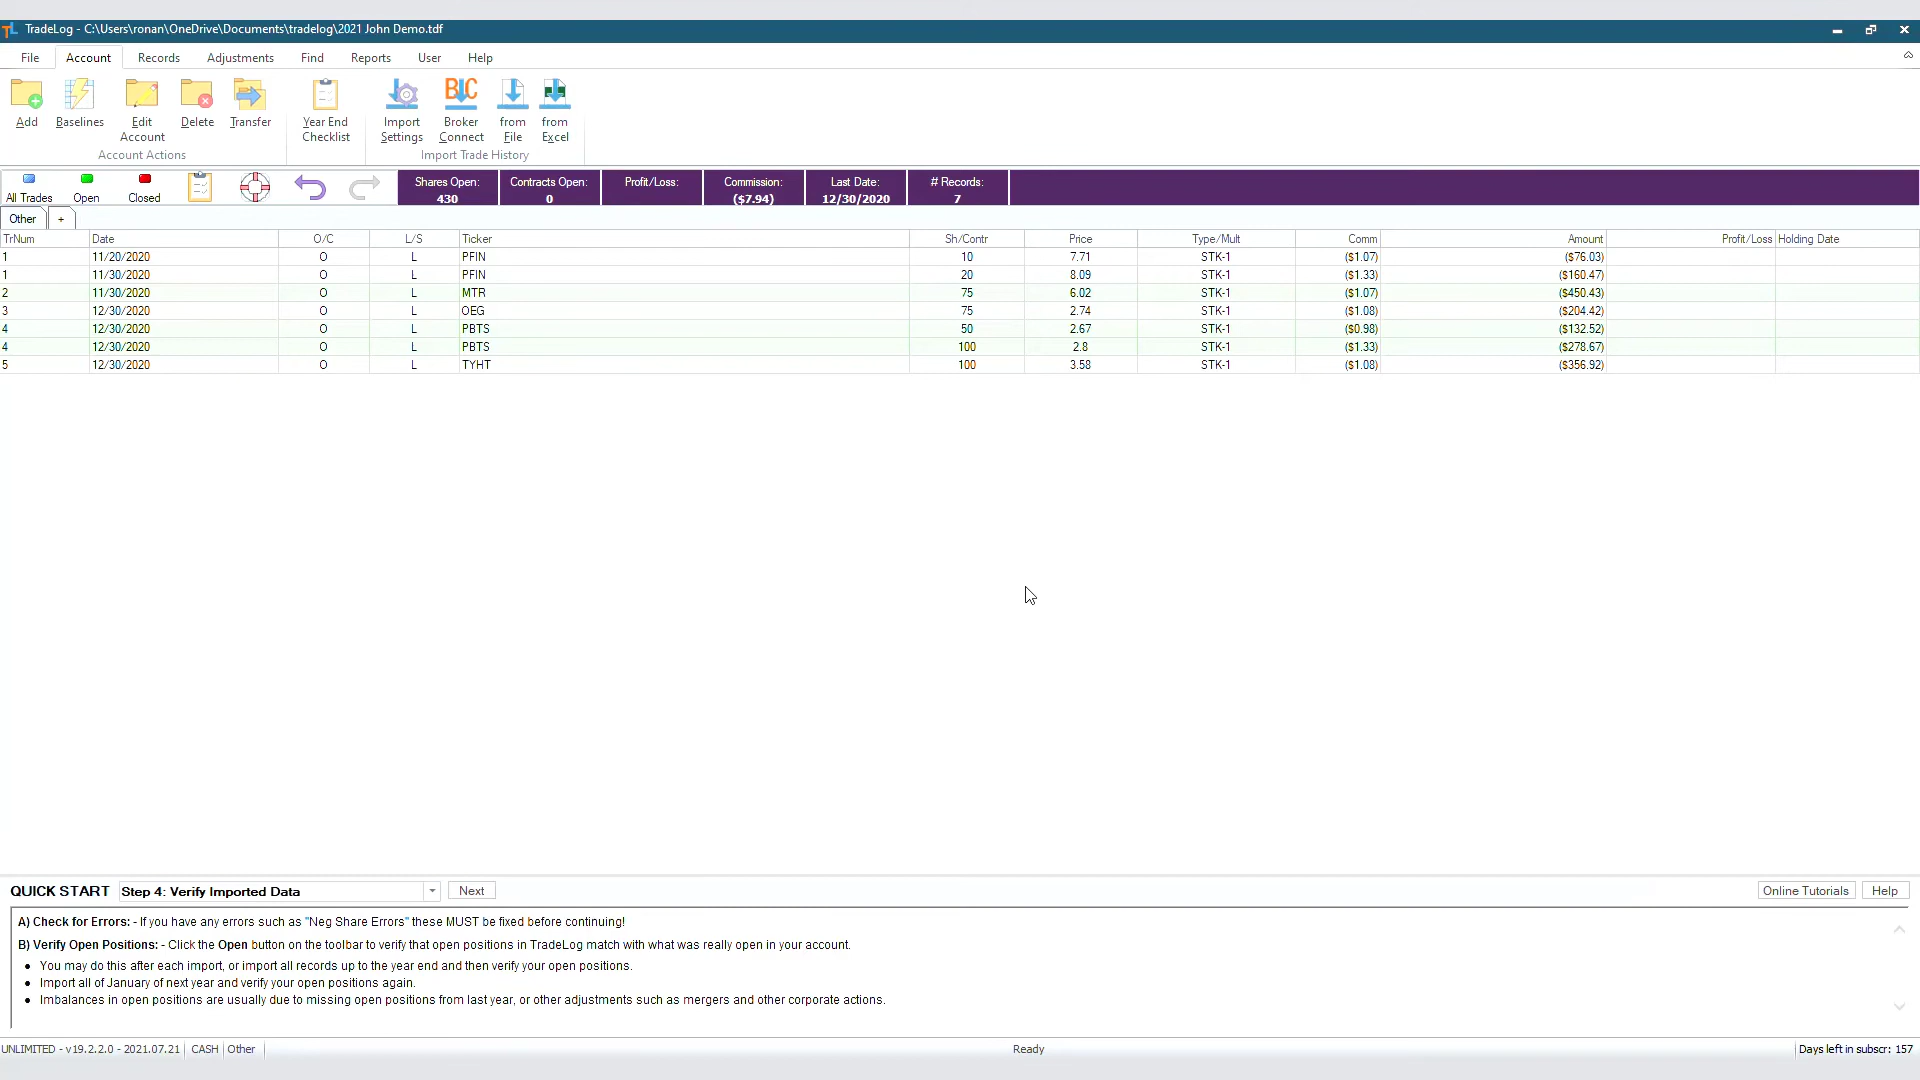 TL TradeLog - C:\Users\ronan\OneDrive\Documents\tradelog\2021 John Demo.tdf
File Account Records Adjustments Find Reports User Help
Add Baselines Edit Account Delete Transfer Year End Checklist Import Settings Broker Connect from File from Excel
BC
Account Actions Import Trade History
All Trades Open Closed
Shares Open: Contracts Open: Profit/Loss: Commission: Last Date: # Records:
430 0 ($7.94) 12/30/2020 7
Other +
TrNum Date O/C L/S Ticker Sh/Contr Price Type/Mult Comm Amount Profit/Loss Holding Date
1 11/20/2020 O L PFIN 10 7.71 STK-1 ($1.07) ($76.03)
1 11/30/2020 O L PFIN 20 8.09 STK-1 ($1.33) ($160.47)
2 11/30/2020 O L MTR 75 6.02 STK-1 ($1.07) ($450.43)
3 12/30/2020 O L OEG 75 2.74 STK-1 ($1.08) ($204.42)
4 12/30/2020 O L PBTS 50 2.67 STK-1 ($0.98) ($132.52)
4 12/30/2020 O L PBTS 100 2.8 STK-1 ($1.33) ($278.67)
5 12/30/2020 O L TYHT 100 3.58 STK-1 ($1.08) ($356.92)
QUICK START Step 4: Verify Imported Data Next Online Tutorials Help
A) Check for Errors: - If you have any errors such as "Neg Share Errors" these MUST be fixed before continuing!
B) Verify Open Positions: - Click the Open button on the toolbar to verify that open positions in TradeLog match with what was really open in your account.
• You may do this after each import, or import all records up to the year end and then verify your open positions.
• Import all of January of next year and verify your open positions again.
• Imbalances in open positions are usually due to missing open positions from last year, or other adjustments such as mergers and other corporate actions.
UNLIMITED - v19.2.2.0 - 2021.07.21 CASH Other Ready Days left in subscr: 157